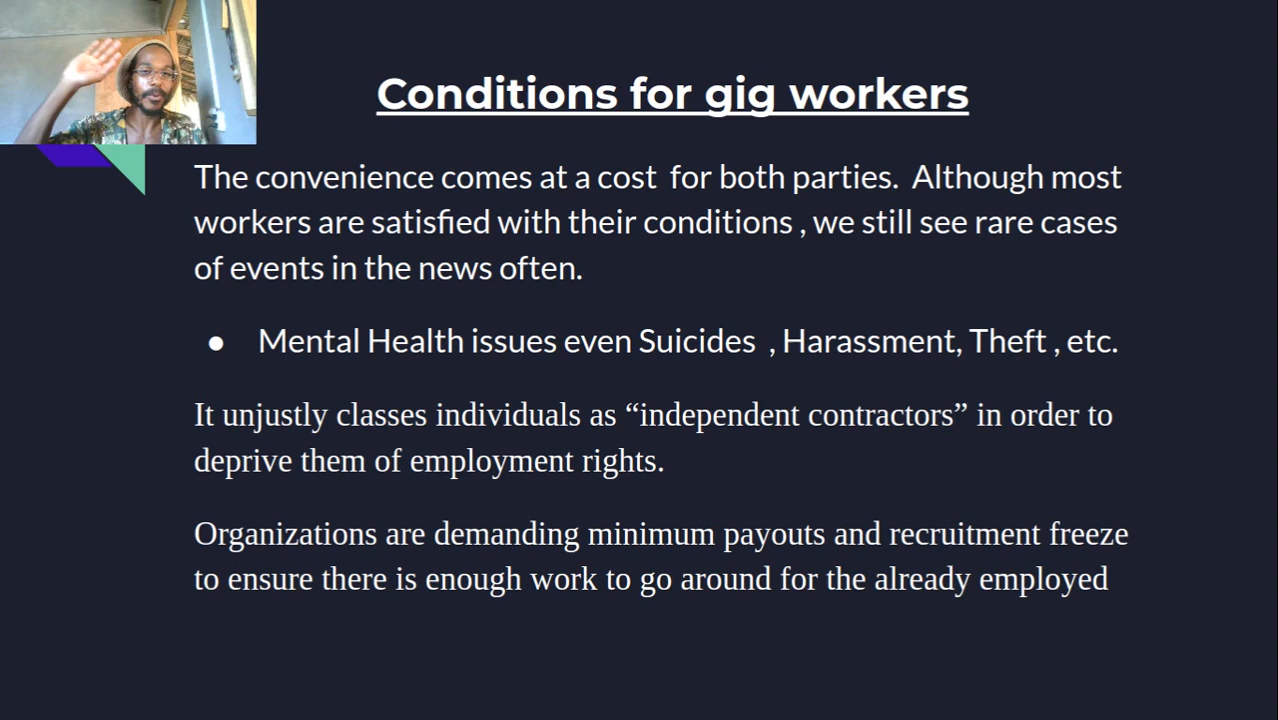 Conditions for gig workers
The convenience comes at a cost  for both parties.  Although most
workers are satisfied with their conditions , we still see rare cases
of events in the news often.
● Mental Health issues even Suicides  , Harassment, Theft , etc.
It unjustly classes individuals as “independent contractors” in order to
deprive them of employment rights.
Organizations are demanding minimum payouts and recruitment freeze
to ensure there is enough work to go around for the already employed